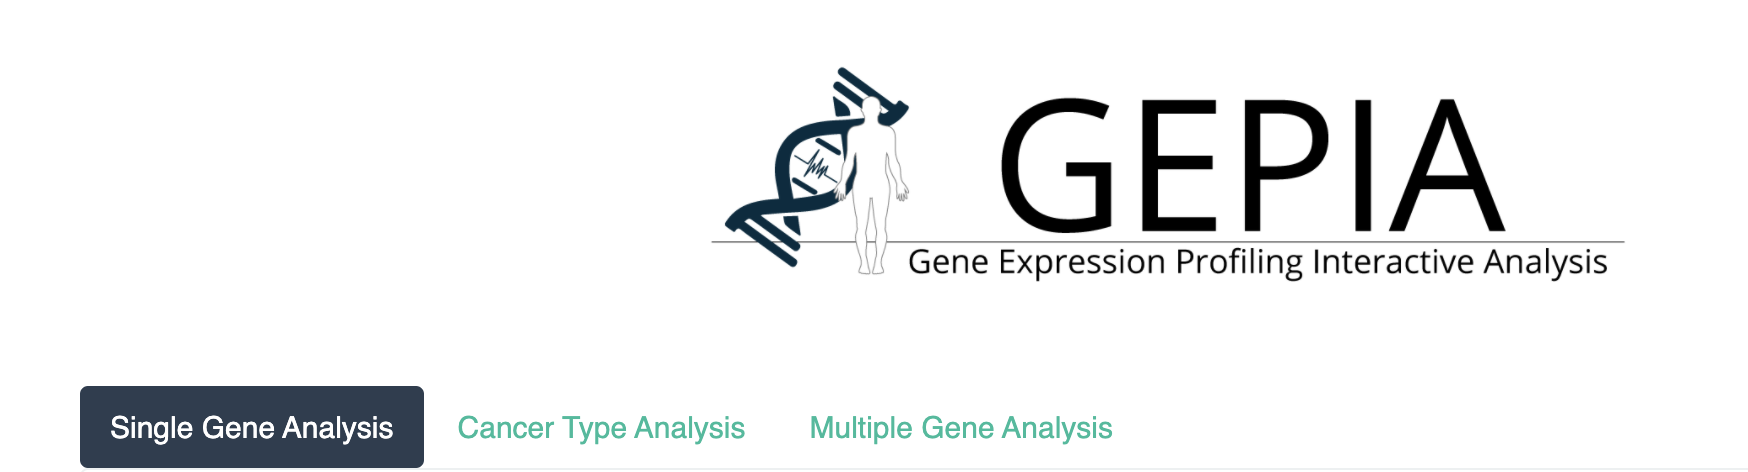 GEPIA
Gene Expression Profiling Interactive Analysis
Single Gene Analysis Cancer Type Analysis Multiple Gene Analysis